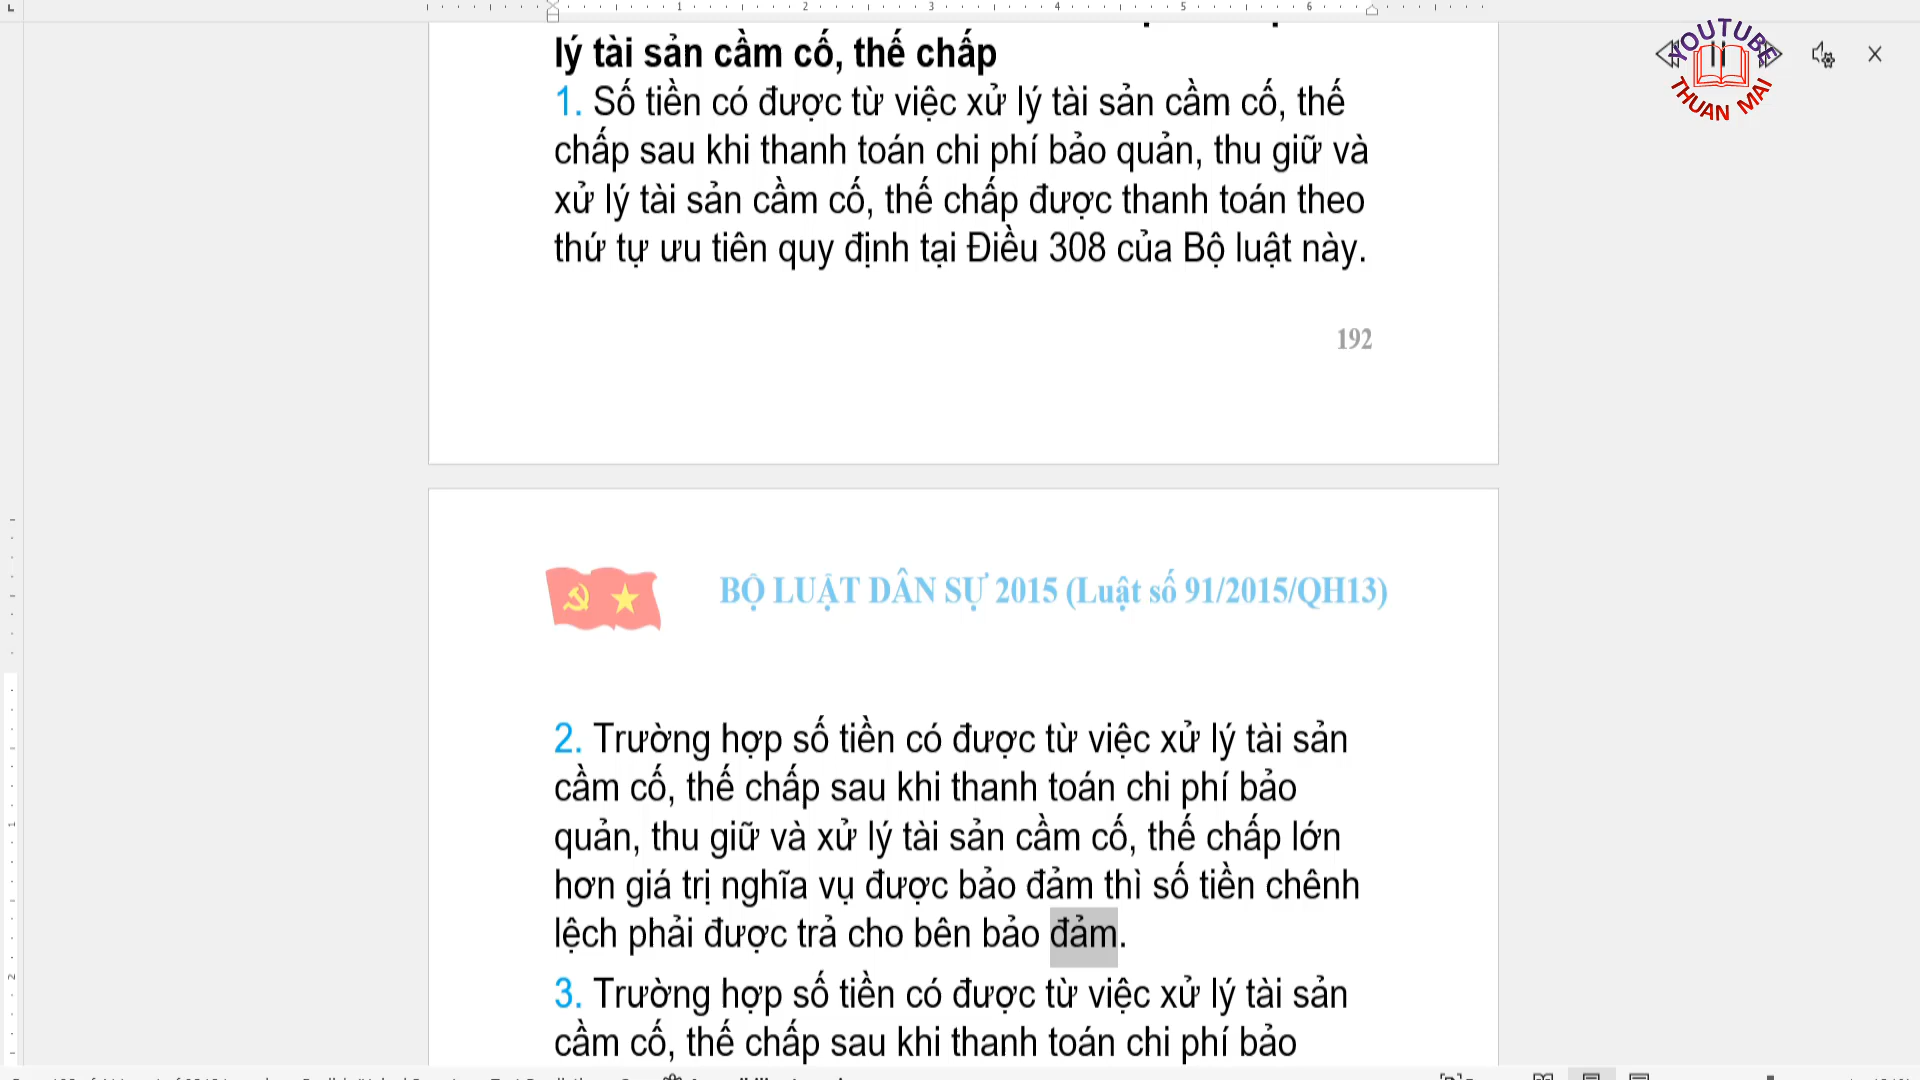 lý tài sản cầm cố, thế chấp
1. Số tiền có được từ việc xử lý tài sản cầm cố, thế
chấp sau khi thanh toán chi phí bảo quản, thu giữ và
xử lý tài sản cầm cố, thế chấp được thanh toán theo
thứ tự ưu tiên quy định tại Điều 308 của Bộ luật này.
192
BỘ LUẬT DÂN SỰ 2015 (Luật số 91/2015/QH13)
2. Trường hợp số tiền có được từ việc xử lý tài sản
cầm cố, thế chấp sau khi thanh toán chi phí bảo
quản, thu giữ và xử lý tài sản cầm cố, thế chấp lớn
hơn giá trị nghĩa vụ được bảo đảm thì số tiền chênh
lệch phải được trả cho bên bảo đảm.
3. Trường hợp số tiền có được từ việc xử lý tài sản
cầm cố, thế chấp sau khi thanh toán chi phí bảo
YOUTUBE
THUAN MAI
1 2 3 4 5 6
1
2